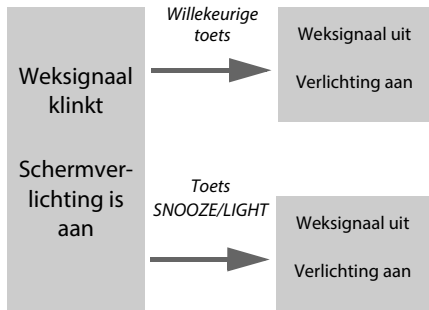 Weksignaal
klinkt
Schermver-
lichting is
aan
Willekeurige
toets
Weksignaal uit
Verlichting aan
Toets
SNOOZE/LIGHT
Weksignaal uit
Verlichting aan